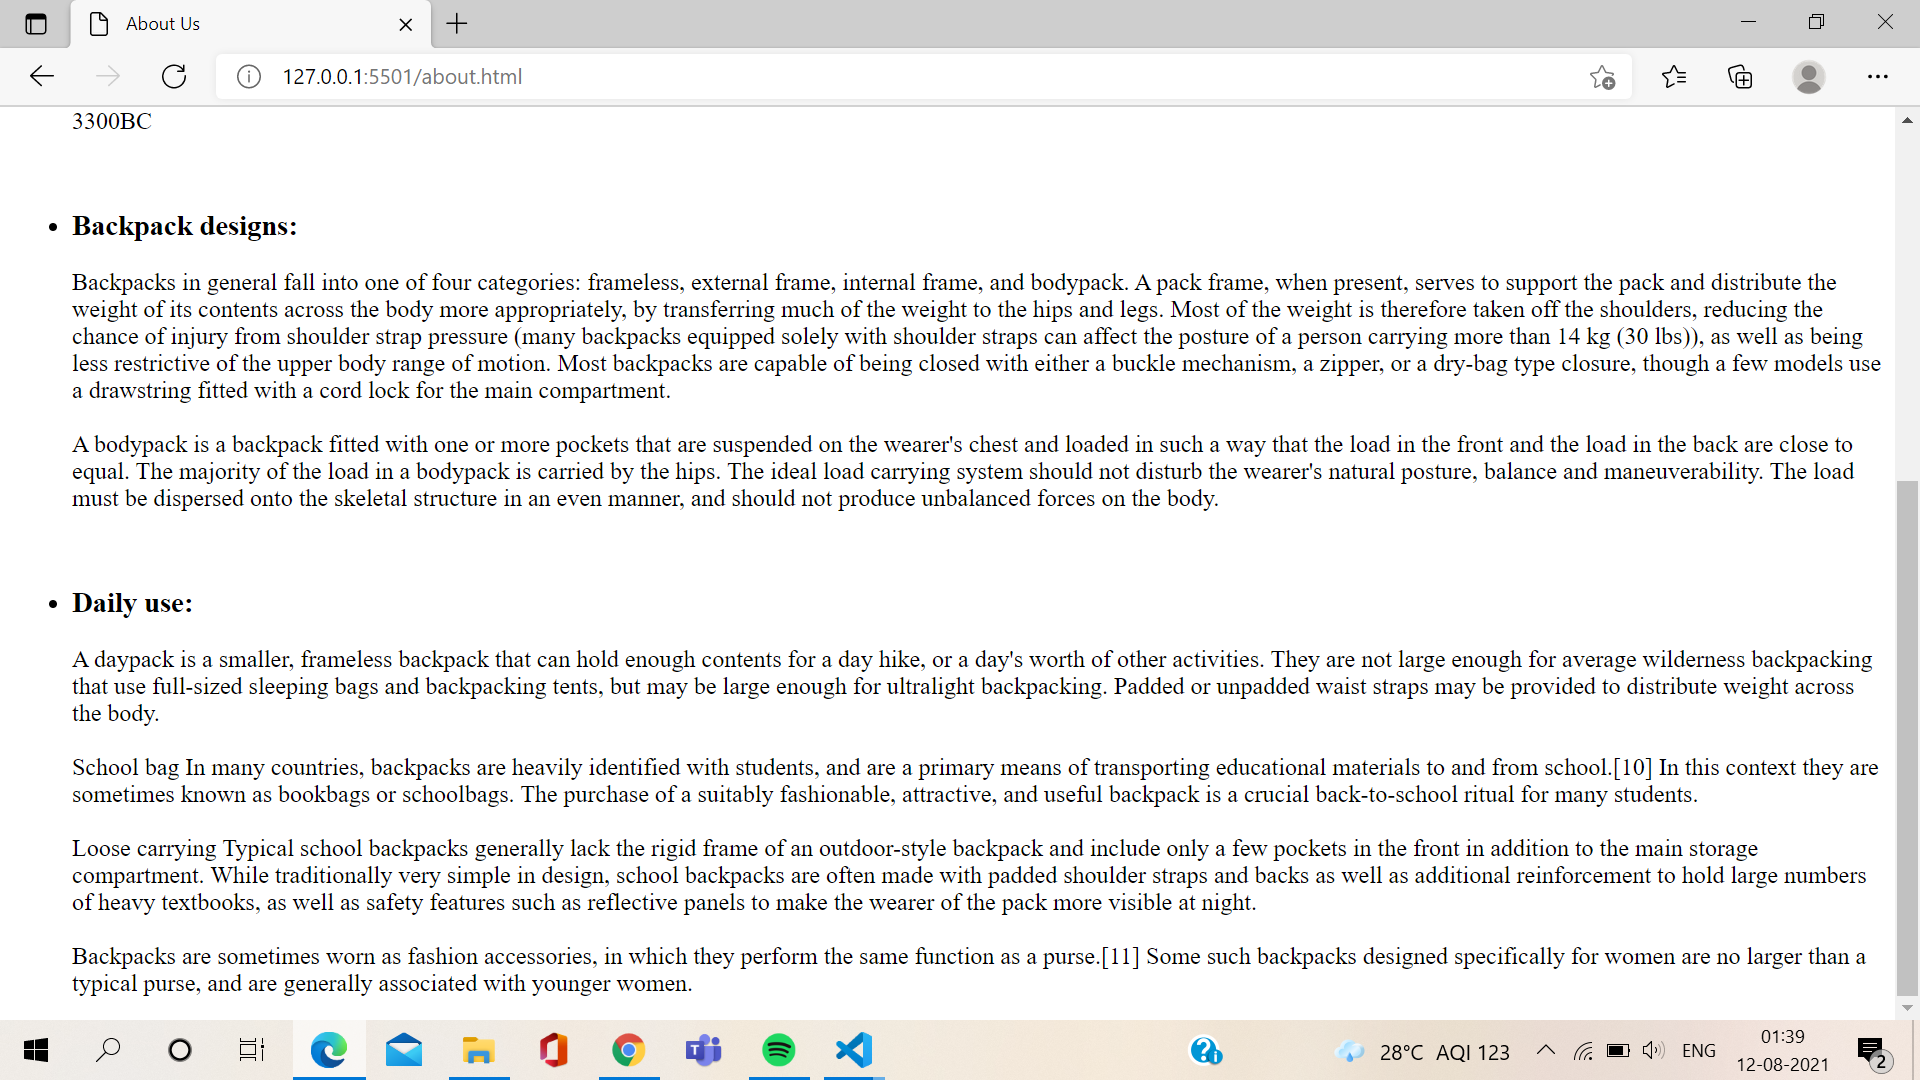 About Us
127.0.0.1:5501/about.html
3300BC
Backpack designs:
Backpacks in general fall into one of four categories: frameless, external frame, internal frame, and bodypack. A pack frame, when present, serves to support the pack and distribute the
weight of its contents across the body more appropriately, by transferring much of the weight to the hips and legs. Most of the weight is therefore taken off the shoulders, reducing the
chance of injury from shoulder strap pressure (many backpacks equipped solely with shoulder straps can affect the posture of a person carrying more than 14 kg (30 lbs)), as well as being
less restrictive of the upper body range of motion. Most backpacks are capable of being closed with either a buckle mechanism, a zipper, or a dry-bag type closure, though a few models use
a drawstring fitted with a cord lock for the main compartment.
A bodypack is a backpack fitted with one or more pockets that are suspended on the wearer's chest and loaded in such a way that the load in the front and the load in the back are close to
equal. The majority of the load in a bodypack is carried by the hips. The ideal load carrying system should not disturb the wearer's natural posture, balance and maneuverability. The load
must be dispersed onto the skeletal structure in an even manner, and should not produce unbalanced forces on the body.
Daily use:
A daypack is a smaller, frameless backpack that can hold enough contents for a day hike, or a day's worth of other activities. They are not large enough for average wilderness backpacking
that use full-sized sleeping bags and backpacking tents, but may be large enough for ultralight backpacking. Padded or unpadded waist straps may be provided to distribute weight across
the body.
School bag In many countries, backpacks are heavily identified with students, and are a primary means of transporting educational materials to and from school.[10] In this context they are
sometimes known as bookbags or schoolbags. The purchase of a suitably fashionable, attractive, and useful backpack is a crucial back-to-school ritual for many students.
Loose carrying Typical school backpacks generally lack the rigid frame of an outdoor-style backpack and include only a few pockets in the front in addition to the main storage
compartment. While traditionally very simple in design, school backpacks are often made with padded shoulder straps and backs as well as additional reinforcement to hold large numbers
of heavy textbooks, as well as safety features such as reflective panels to make the wearer of the pack more visible at night.
Backpacks are sometimes worn as fashion accessories, in which they perform the same function as a purse.[11] Some such backpacks designed specifically for women are no larger than a
typical purse, and are generally associated with younger women.
28°C AQI 123
ENG
01:39
12-08-2021
2